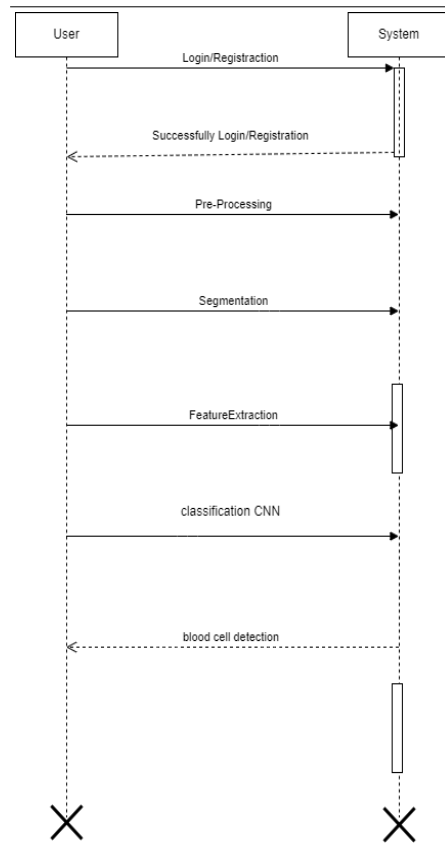 User
System
Login/Registraction
Successfully Login/Registration
Pre-Processing
Segmentation
FeatureExtraction
classification CNN
blood cell detection